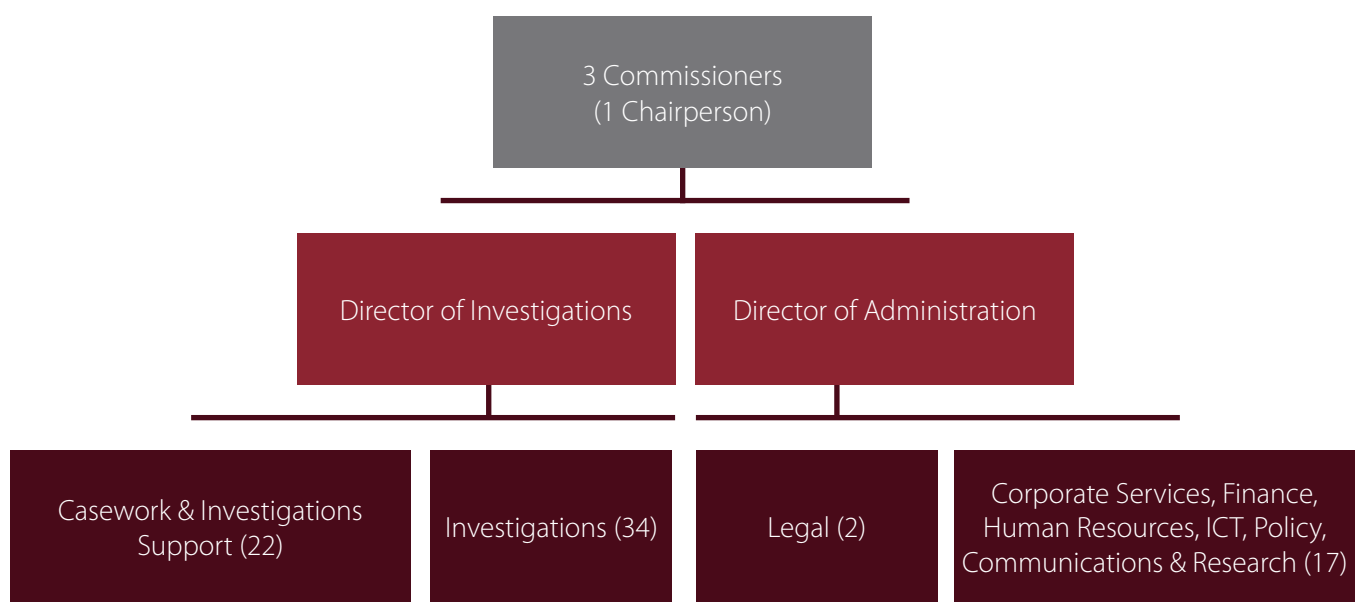 3 Commissioners
(1 Chairperson)
Director of Investigations
Director of Administration
Casework & Investigations
Support (22)
Investigations (34)
Legal (2)
Corporate Services, Finance,
Human Resources, ICT, Policy,
Communications & Research (17)